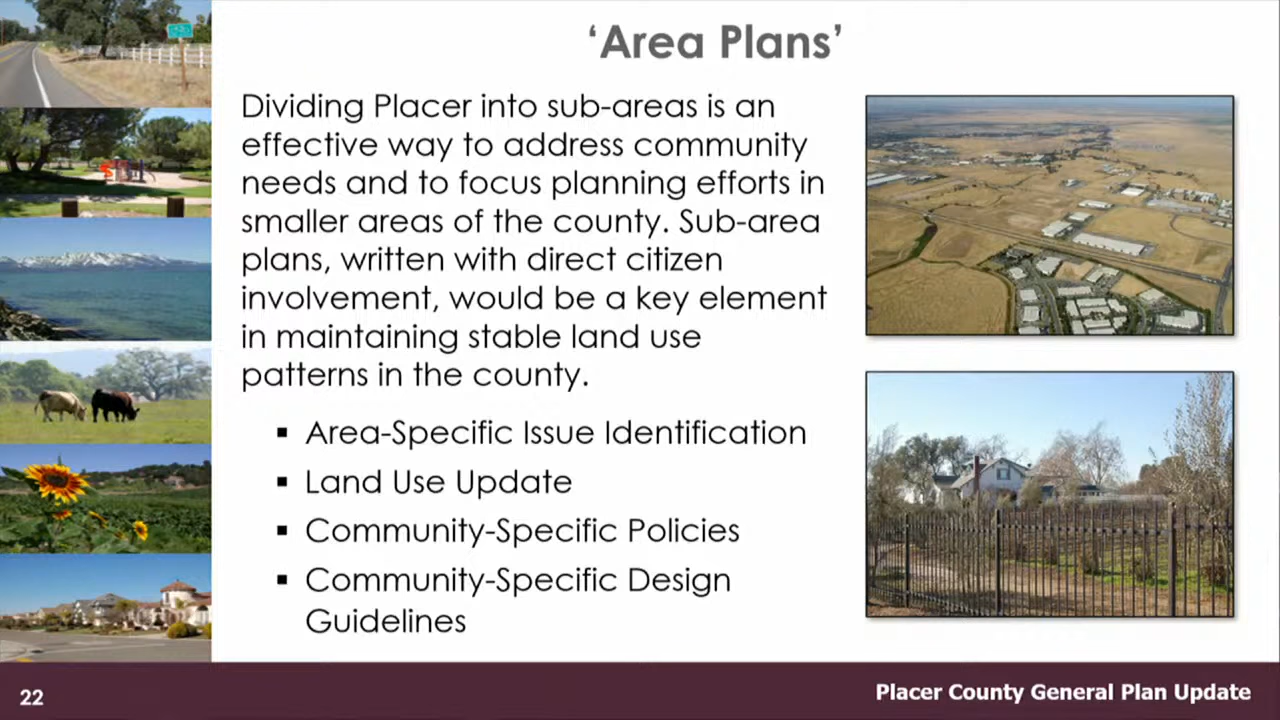 ‘Area Plans’
Dividing Placer into sub-areas is an
effective way to address community
needs and to focus planning efforts in
smaller areas of the county. Sub-area
plans, written with direct citizen
involvement, would be a key element
in maintaining stable land use
patterns in the county.
▪ Area-Specific Issue Identification
▪ Land Use Update
▪ Community-Specific Policies
▪ Community-Specific Design
Guidelines
22
Placer County General Plan Update